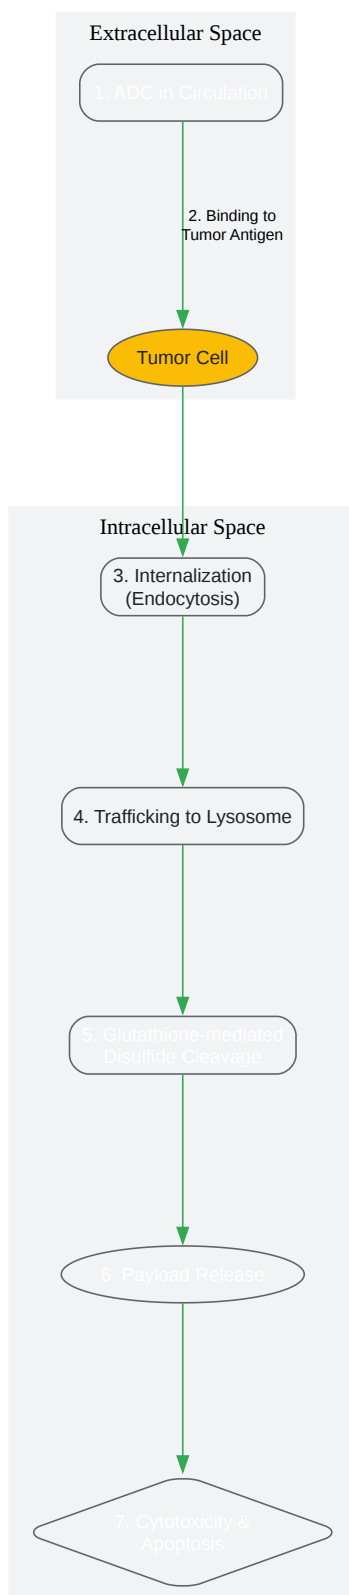 Extracellular Space
1. ADC in Circulation
2. Binding to
Tumor Antigen
Tumor Cell
Intracellular Space
3. Internalization
(Endocytosis)
4. Trafficking to Lysosome
5. Glutathione-mediated
Disulfide Cleavage
6. Payload Release
7. Cytotoxicity &
Apoptosis